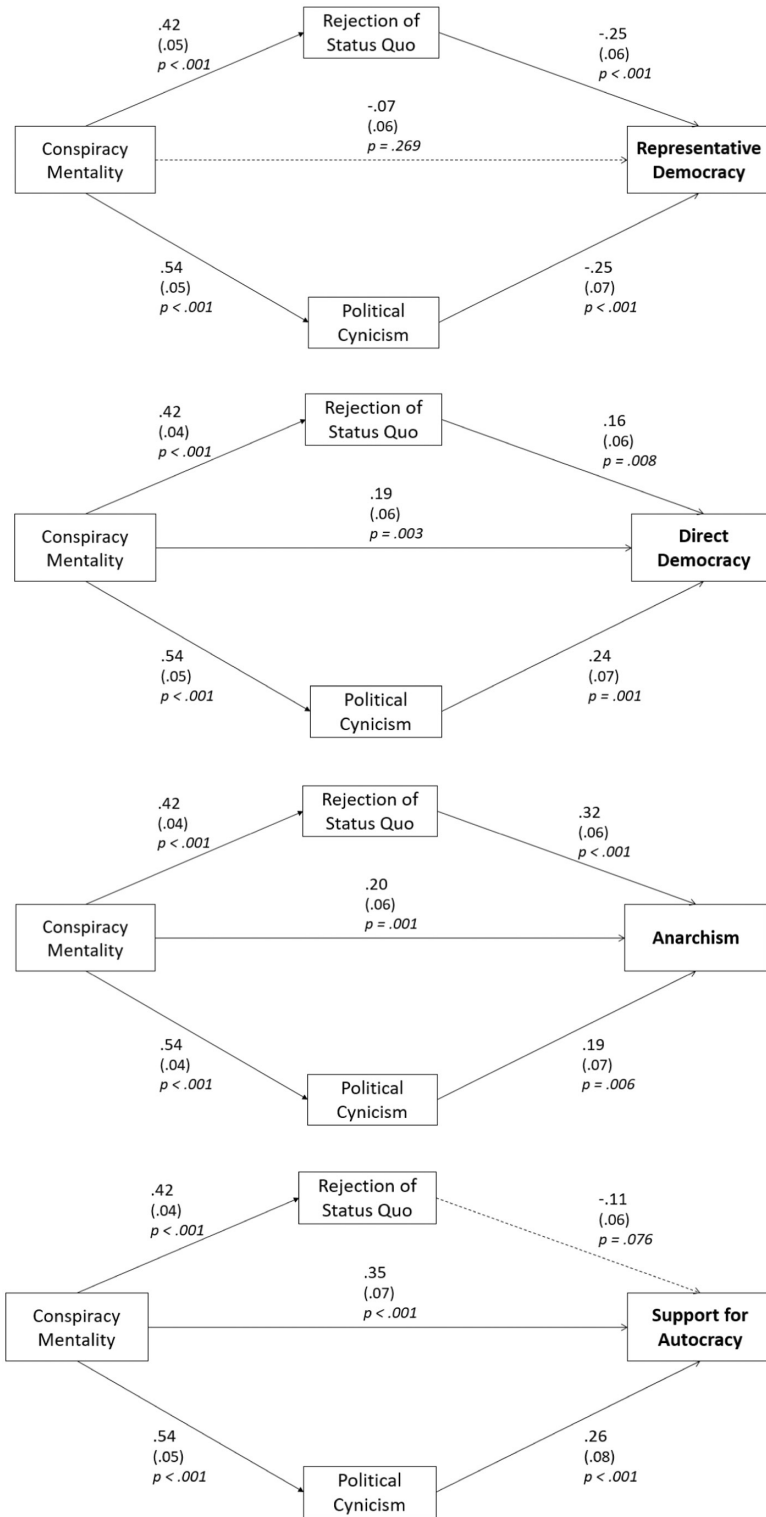 .42
(.05)
p < .001
Rejection of
Status Quo
-.25
(.06)
p < .001
-.07
(.06)
p = .269
Conspiracy
Mentality
Representative
Democracy
.54
(.05)
p < .001
-.25
(.07)
p < .001
Political
Cynicism
.42
(.04)
p < .001
Rejection of
Status Quo
.16
(.06)
p = .008
.19
(.06)
p = .003
Conspiracy
Mentality
Direct
Democracy
.54
(.05)
p < .001
.24
(.07)
p = .001
Political
Cynicism
.42
(.04)
p < .001
Rejection of
Status Quo
.32
(.06)
p < .001
.20
(.06)
p = .001
Conspiracy
Mentality
Anarchism
.54
(.04)
p < .001
.19
(.07)
p = .006
Political
Cynicism
.42
(.04)
p < .001
Rejection of
Status Quo
-.11
(.06)
p = .076
.35
(.07)
p < .001
Conspiracy
Mentality
Support for
Autocracy
.54
(.05)
p < .001
.26
(.08)
p < .001
Political
Cynicism